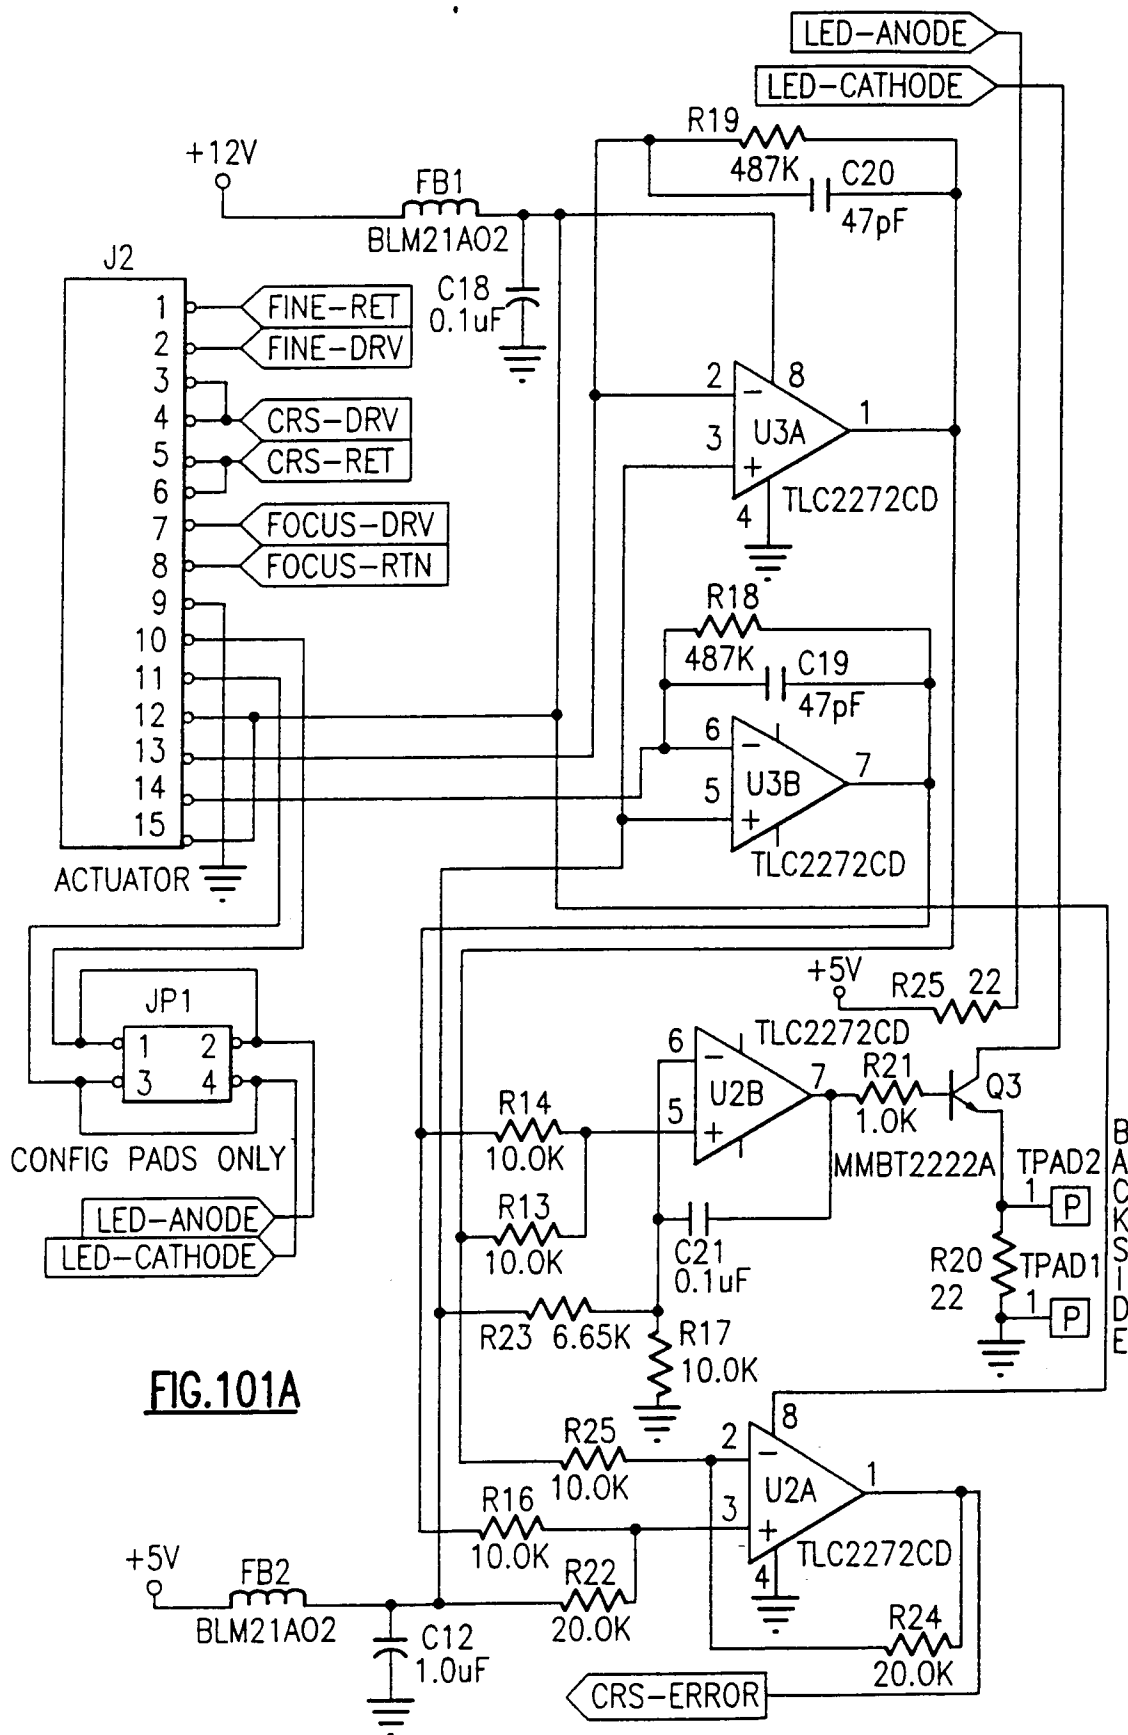 LED-ANODE
LED-CATHODE
R19
487K
C20
47pF
+12V
FB1
BLM21A02
C18
0.1uF
J2
1
FINE-RET
2
FINE-DRV
3
4
CRS-DRV
5
CRS-RET
6
7
FOCUS-DRV
8
FOCUS-RTN
9
10
11
12
13
14
15
ACTUATOR
2
-
8
3
+
U3A
1
4
TLC2272CD
R18
487K
C19
47pF
6
-
5
+
U3B
7
TLC2272CD
JP1
1 2
3 4
CONFIG PADS ONLY
LED-ANODE
LED-CATHODE
+5V
R25 22
TLC2272CD
6
-
5
+
U2B
7
R21
1.0K
Q3
MMBT2222A
R14
10.0K
R13
10.0K
C21
0.1uF
R23 6.65K
R17
10.0K
TPAD2
1
P
R20
22
TPAD1
1
P
BACKSIDE
FIG.101A
R25
10.0K
R16
10.0K
2
-
8
3
+
U2A
1
4
TLC2272CD
+5V
FB2
BLM21A02
C12
1.0uF
R22
20.0K
R24
20.0K
CRS-ERROR